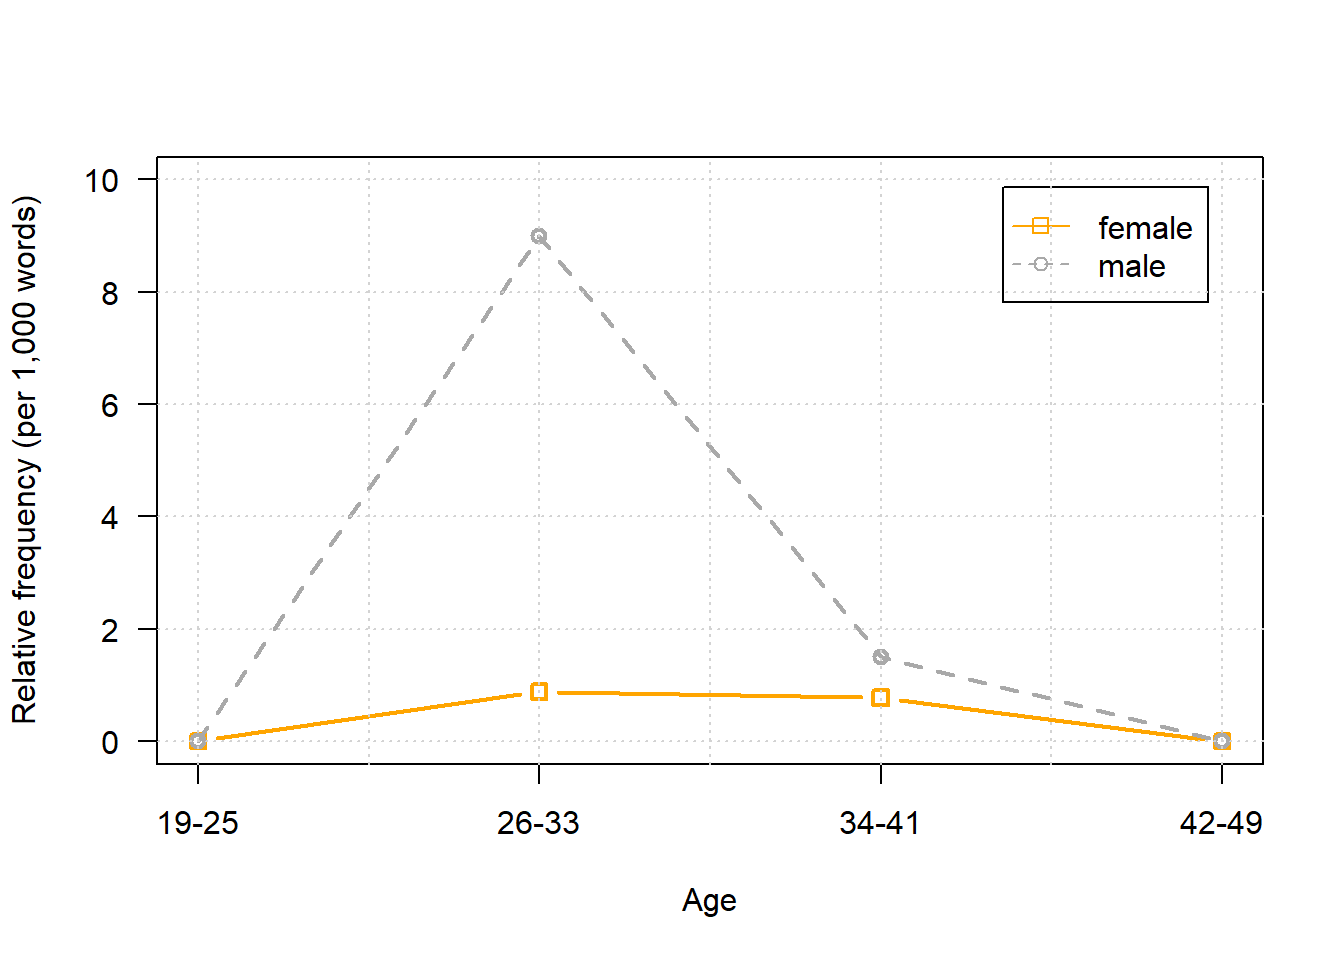 Relative frequency (per 1,000 words)
10
8
6
4
2
0
female
male
19-25
26-33
34-41
42-49
Age